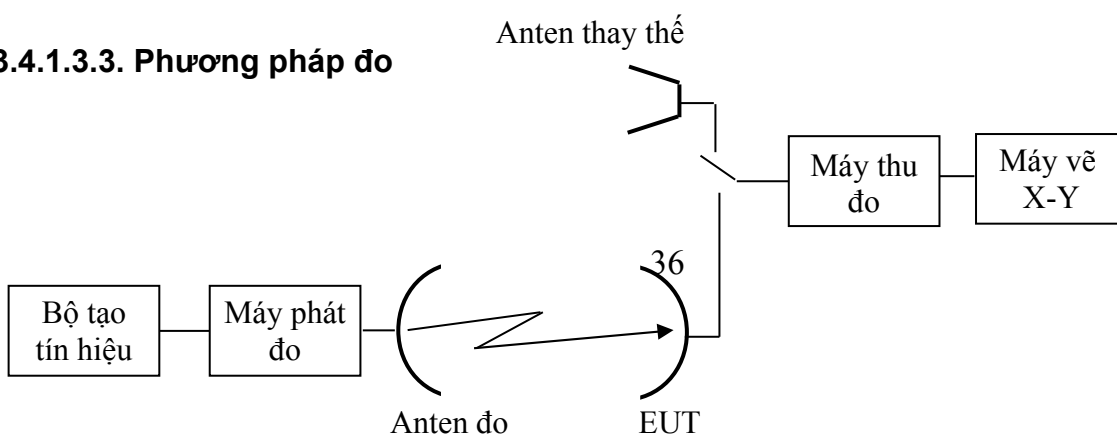 Anten thay thế
3.4.1.3.3. Phương pháp đo
Máy thu
đo
Máy vẽ
X-Y
36
Bộ tạo
tín hiệu
Máy phát
đo
Anten đo
EUT